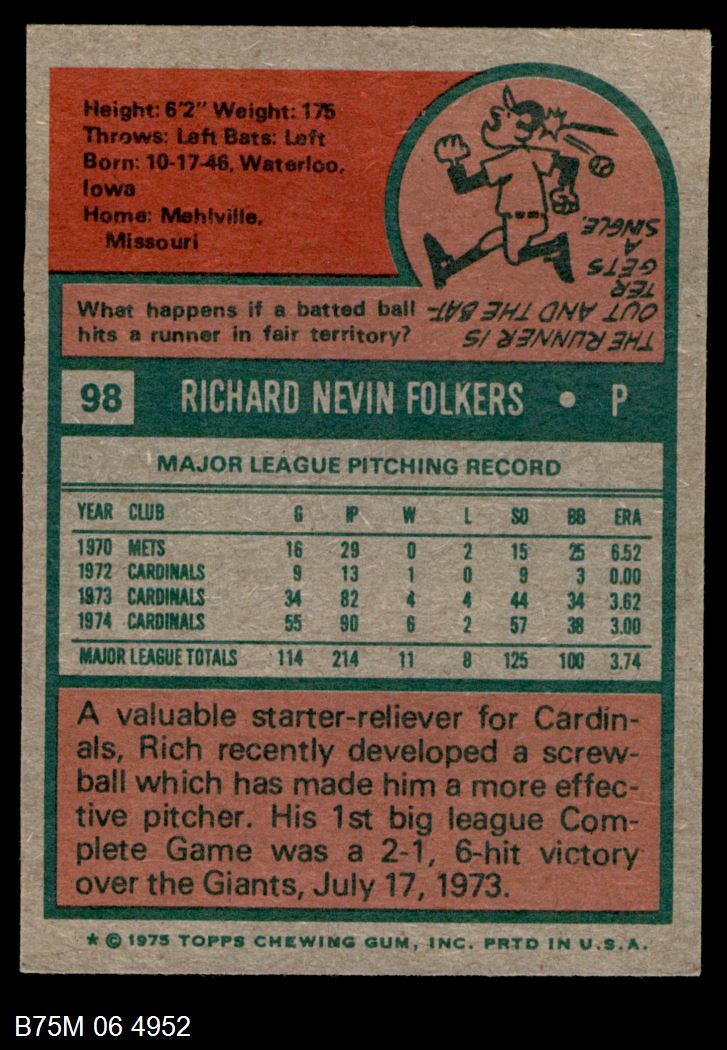 Height: 6'2" Weight: 175
Throws: Left Bats: Left
Born: 10-17-46, Waterloo,
Iowa
Home: Mehlville,
Missouri
What happens if a batted ball
hits a runner in fair territory?
THE RUNNER IS
OUT AND THE BAT-
TER
GETS
A
SINGLE.
98 RICHARD NEVIN FOLKERS • P
MAJOR LEAGUE PITCHING RECORD
YEAR CLUB G IP W L SO BB ERA
1970 METS 16 29 0 2 15 25 6.52
1972 CARDINALS 9 13 1 0 9 3 0.00
1973 CARDINALS 34 82 4 4 44 34 3.62
1974 CARDINALS 55 90 6 2 57 38 3.00
MAJOR LEAGUE TOTALS 114 214 11 8 125 100 3.74
A valuable starter-reliever for Cardin-
als, Rich recently developed a screw-
ball which has made him a more effec-
tive pitcher. His 1st big league Com-
plete Game was a 2-1, 6-hit victory
over the Giants, July 17, 1973.
* © 1975 TOPPS CHEWING GUM, INC. PRTD IN U.S.A.
B75M 06 4952